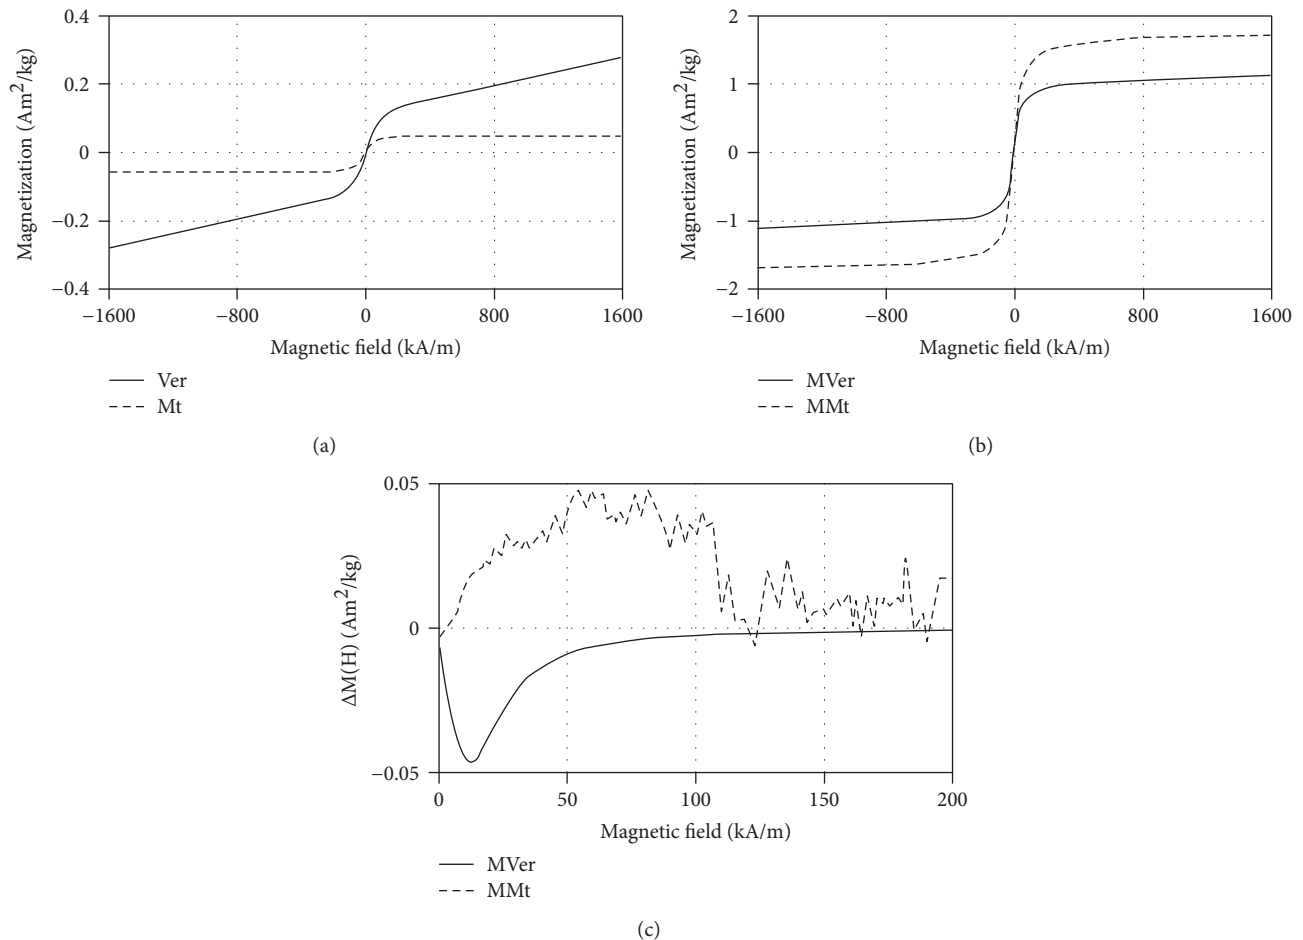 0.4
0.2
0
−0.2
−0.4
Magnetization (Am2/kg)
−1600
−800
0
800
1600
Magnetic field (kA/m)
Ver
Mt
(a)
2
1
0
−1
−2
Magnetization (Am2/kg)
−1600
−800
0
800
1600
Magnetic field (kA/m)
MVer
MMt
(b)
0.05
0
−0.05
ΔM(H) (Am2/kg)
0
50
100
150
200
Magnetic field (kA/m)
MVer
MMt
(c)